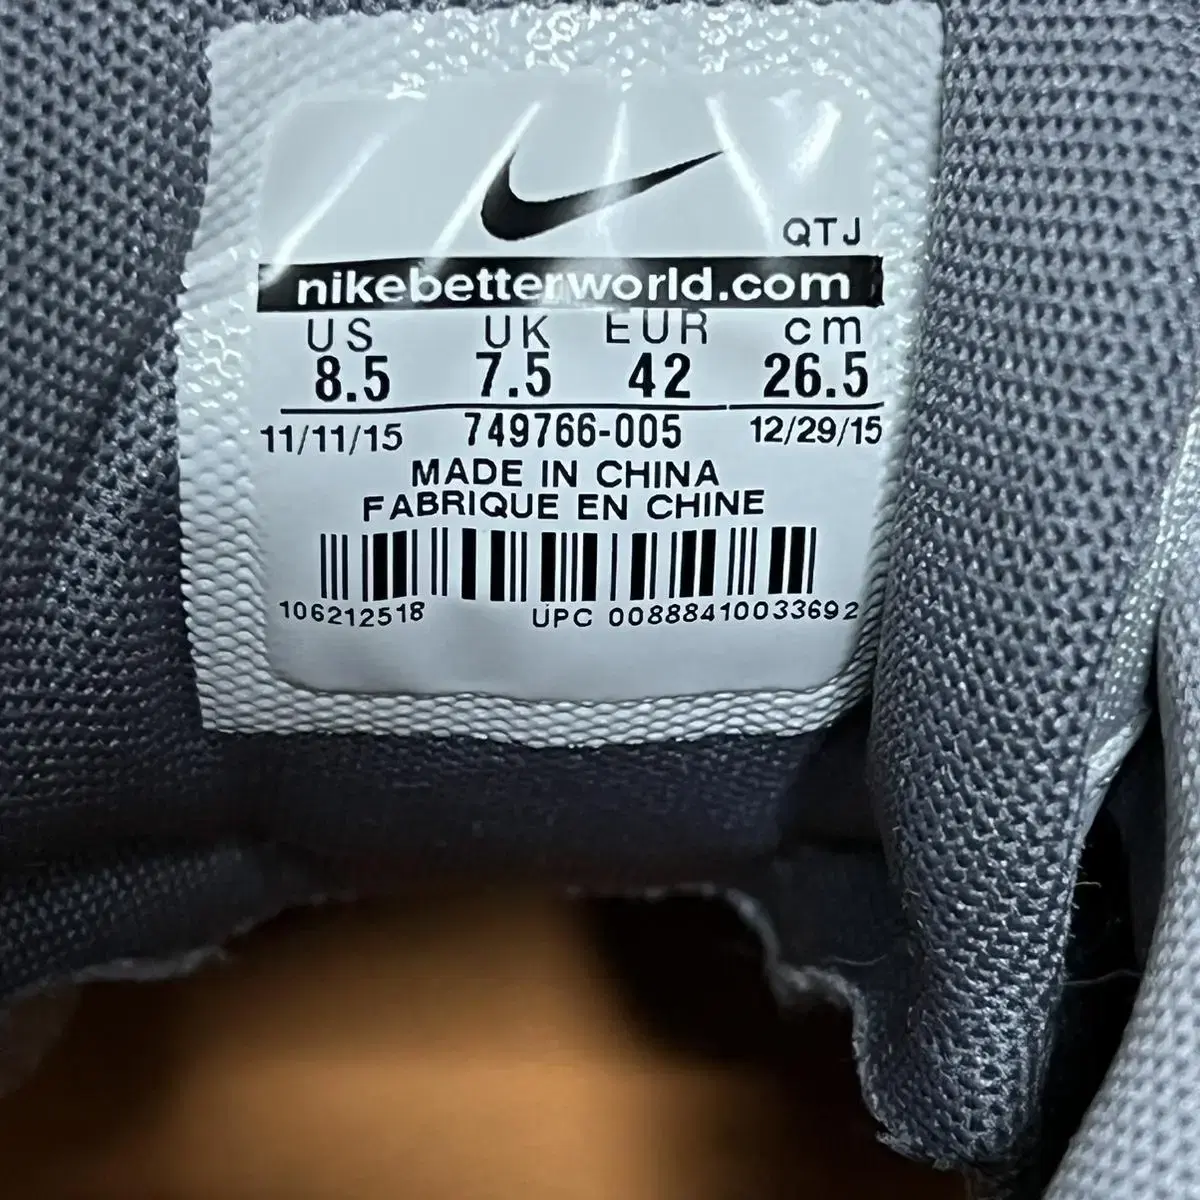 QTJ
nikebetterworld.com
US UK EUR cm
8.5 7.5 42 26.5
11/11/15 749766-005 12/29/15
MADE IN CHINA
FABRIQUE EN CHINE
106212518 UPC 00888410033692